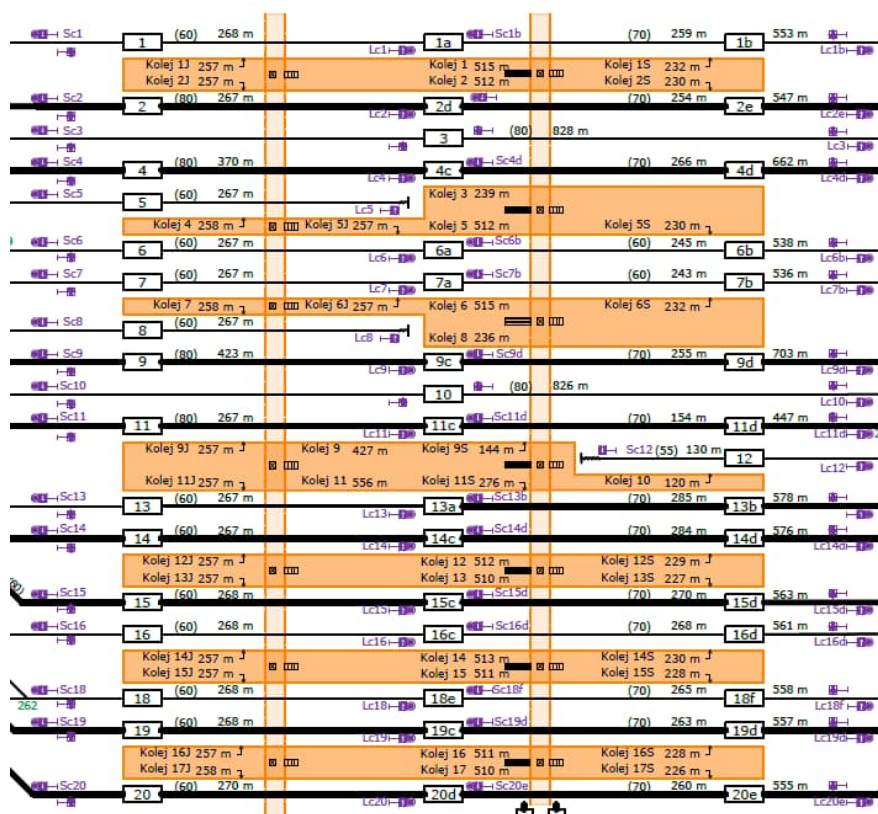 Sc1 (60) 268 m Sc1b (70) 259 m 553 m
1 Lc1 1a 1b Lc1b
Kolej 1J 257 m Kolej 1 515 m Kolej 1S 232 m
Kolej 2J 257 m Kolej 2 512 m Kolej 2S 230 m
Sc2 (80) 267 m (70) 254 m 547 m
2 Lc2 2d 2e Lc2e
Sc3 3 (80) 828 m Lc3
Sc4 (80) 370 m Sc4d (70) 266 m 662 m
4 Lc4 4c 4d Lc4d
Sc5 (60) 267 m Kolej 3 239 m
5 Lc5
Kolej 4 258 m Kolej 5J 257 m Kolej 5 512 m Kolej 5S 230 m
Sc6 (60) 267 m Sc6b (60) 245 m 538 m
6 Lc6 6a 6b Lc6b
Sc7 (60) 267 m Sc7b (60) 243 m 536 m
7 Lc7 7a 7b Lc7b
Kolej 7 258 m Kolej 6J 257 m Kolej 6 515 m Kolej 6S 232 m
Sc8 (60) 267 m
8 Lc8 Kolej 8 236 m
Sc9 (80) 423 m Sc9d (70) 255 m 703 m
9 Lc9 9c 9d Lc9d
Sc10 10 (80) 826 m Lc10
Sc11 (80) 267 m Sc11d (70) 154 m 447 m
11 Lc11 11c 11d Lc11d
Kolej 9J 257 m Kolej 9 427 m Kolej 9S 144 m Sc12 (55) 130 m
12 Lc12
Kolej 11J 257 m Kolej 11 556 m Kolej 11S 276 m Kolej 10 120 m
Sc13 (60) 267 m Sc13b (70) 285 m 578 m
13 Lc13 13a 13b
Sc14 (60) 267 m Sc14d (70) 284 m 576 m
14 Lc14 14c 14d Lc14d
Kolej 12J 257 m Kolej 12 512 m Kolej 12S 229 m
Kolej 13J 257 m Kolej 13 510 m Kolej 13S 227 m
Sc15 (60) 268 m Sc15d (70) 270 m 563 m
15 Lc15 15c 15d Lc15d
Sc16 (60) 268 m Sc16d (70) 268 m 561 m
16 Lc16 16c 16d Lc16d
Kolej 14J 257 m Kolej 14 513 m Kolej 14S 230 m
Kolej 15J 257 m Kolej 15 511 m Kolej 15S 228 m
Sc18 (60) 268 m Sc18f (70) 265 m 558 m
262 18 Lc18 18e 18f Lc18f
Sc19 (60) 268 m Sc19d (70) 263 m 557 m
19 Lc19 19c 19d Lc19d
Kolej 16J 257 m Kolej 16 511 m Kolej 16S 228 m
Kolej 17J 258 m Kolej 17 510 m Kolej 17S 226 m
Sc20 (60) 270 m Sc20e (70) 260 m 555 m
20 Lc20 20d 20e Lc20e